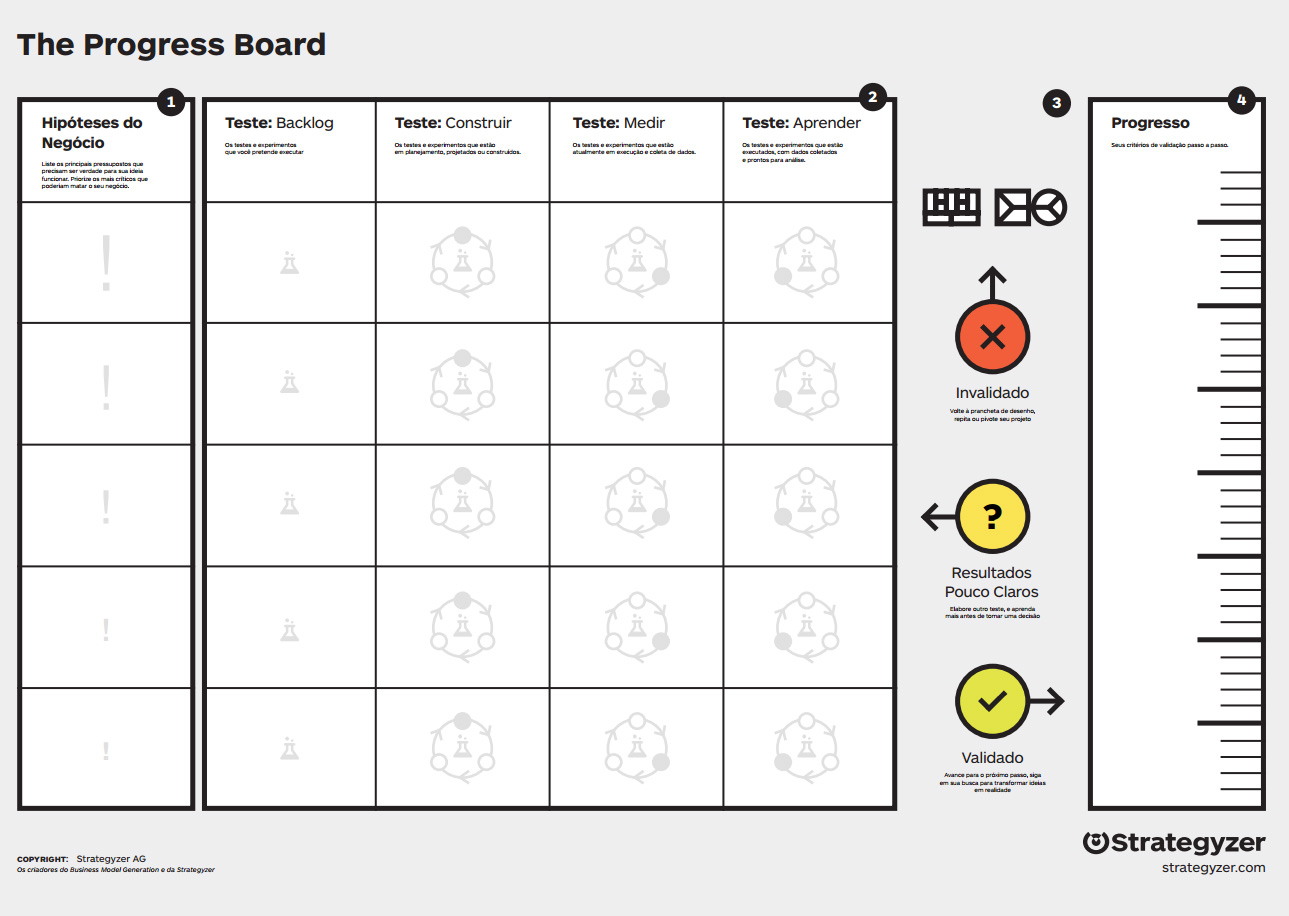 The Progress Board
1
Hipóteses do
Negócio
Liste os principais pressupostos que
precisam ser verdade para sua ideia
funcionar. Priorize os mais críticos que
poderiam matar o seu negócio.
2
Teste: Backlog
Os testes e experimentos
que você pretende executar
Teste: Construir
Os testes e experimentos que estão
em planejamento, projetados ou construídos.
Teste: Medir
Os testes e experimentos que estão
atualmente em execução e coleta de dados.
Teste: Aprender
Os testes e experimentos que estão
executados, com dados coletados
e prontos para análise.
!
!
!
!
!
3
Invalidado
Volte à prancheta de desenho,
repita ou pivote seu projeto
?
Resultados
Pouco Claros
Elabore outro teste, e aprenda
mais antes de tomar uma decisão
Validado
Avance para o próximo passo, siga
em sua busca para transformar ideias
em realidade
4
Progresso
Seus critérios de validação passo a passo.
COPYRIGHT: Strategyzer AG
Os criadores do Business Model Generation e da Strategyzer
Strategyzer
strategyzer.com